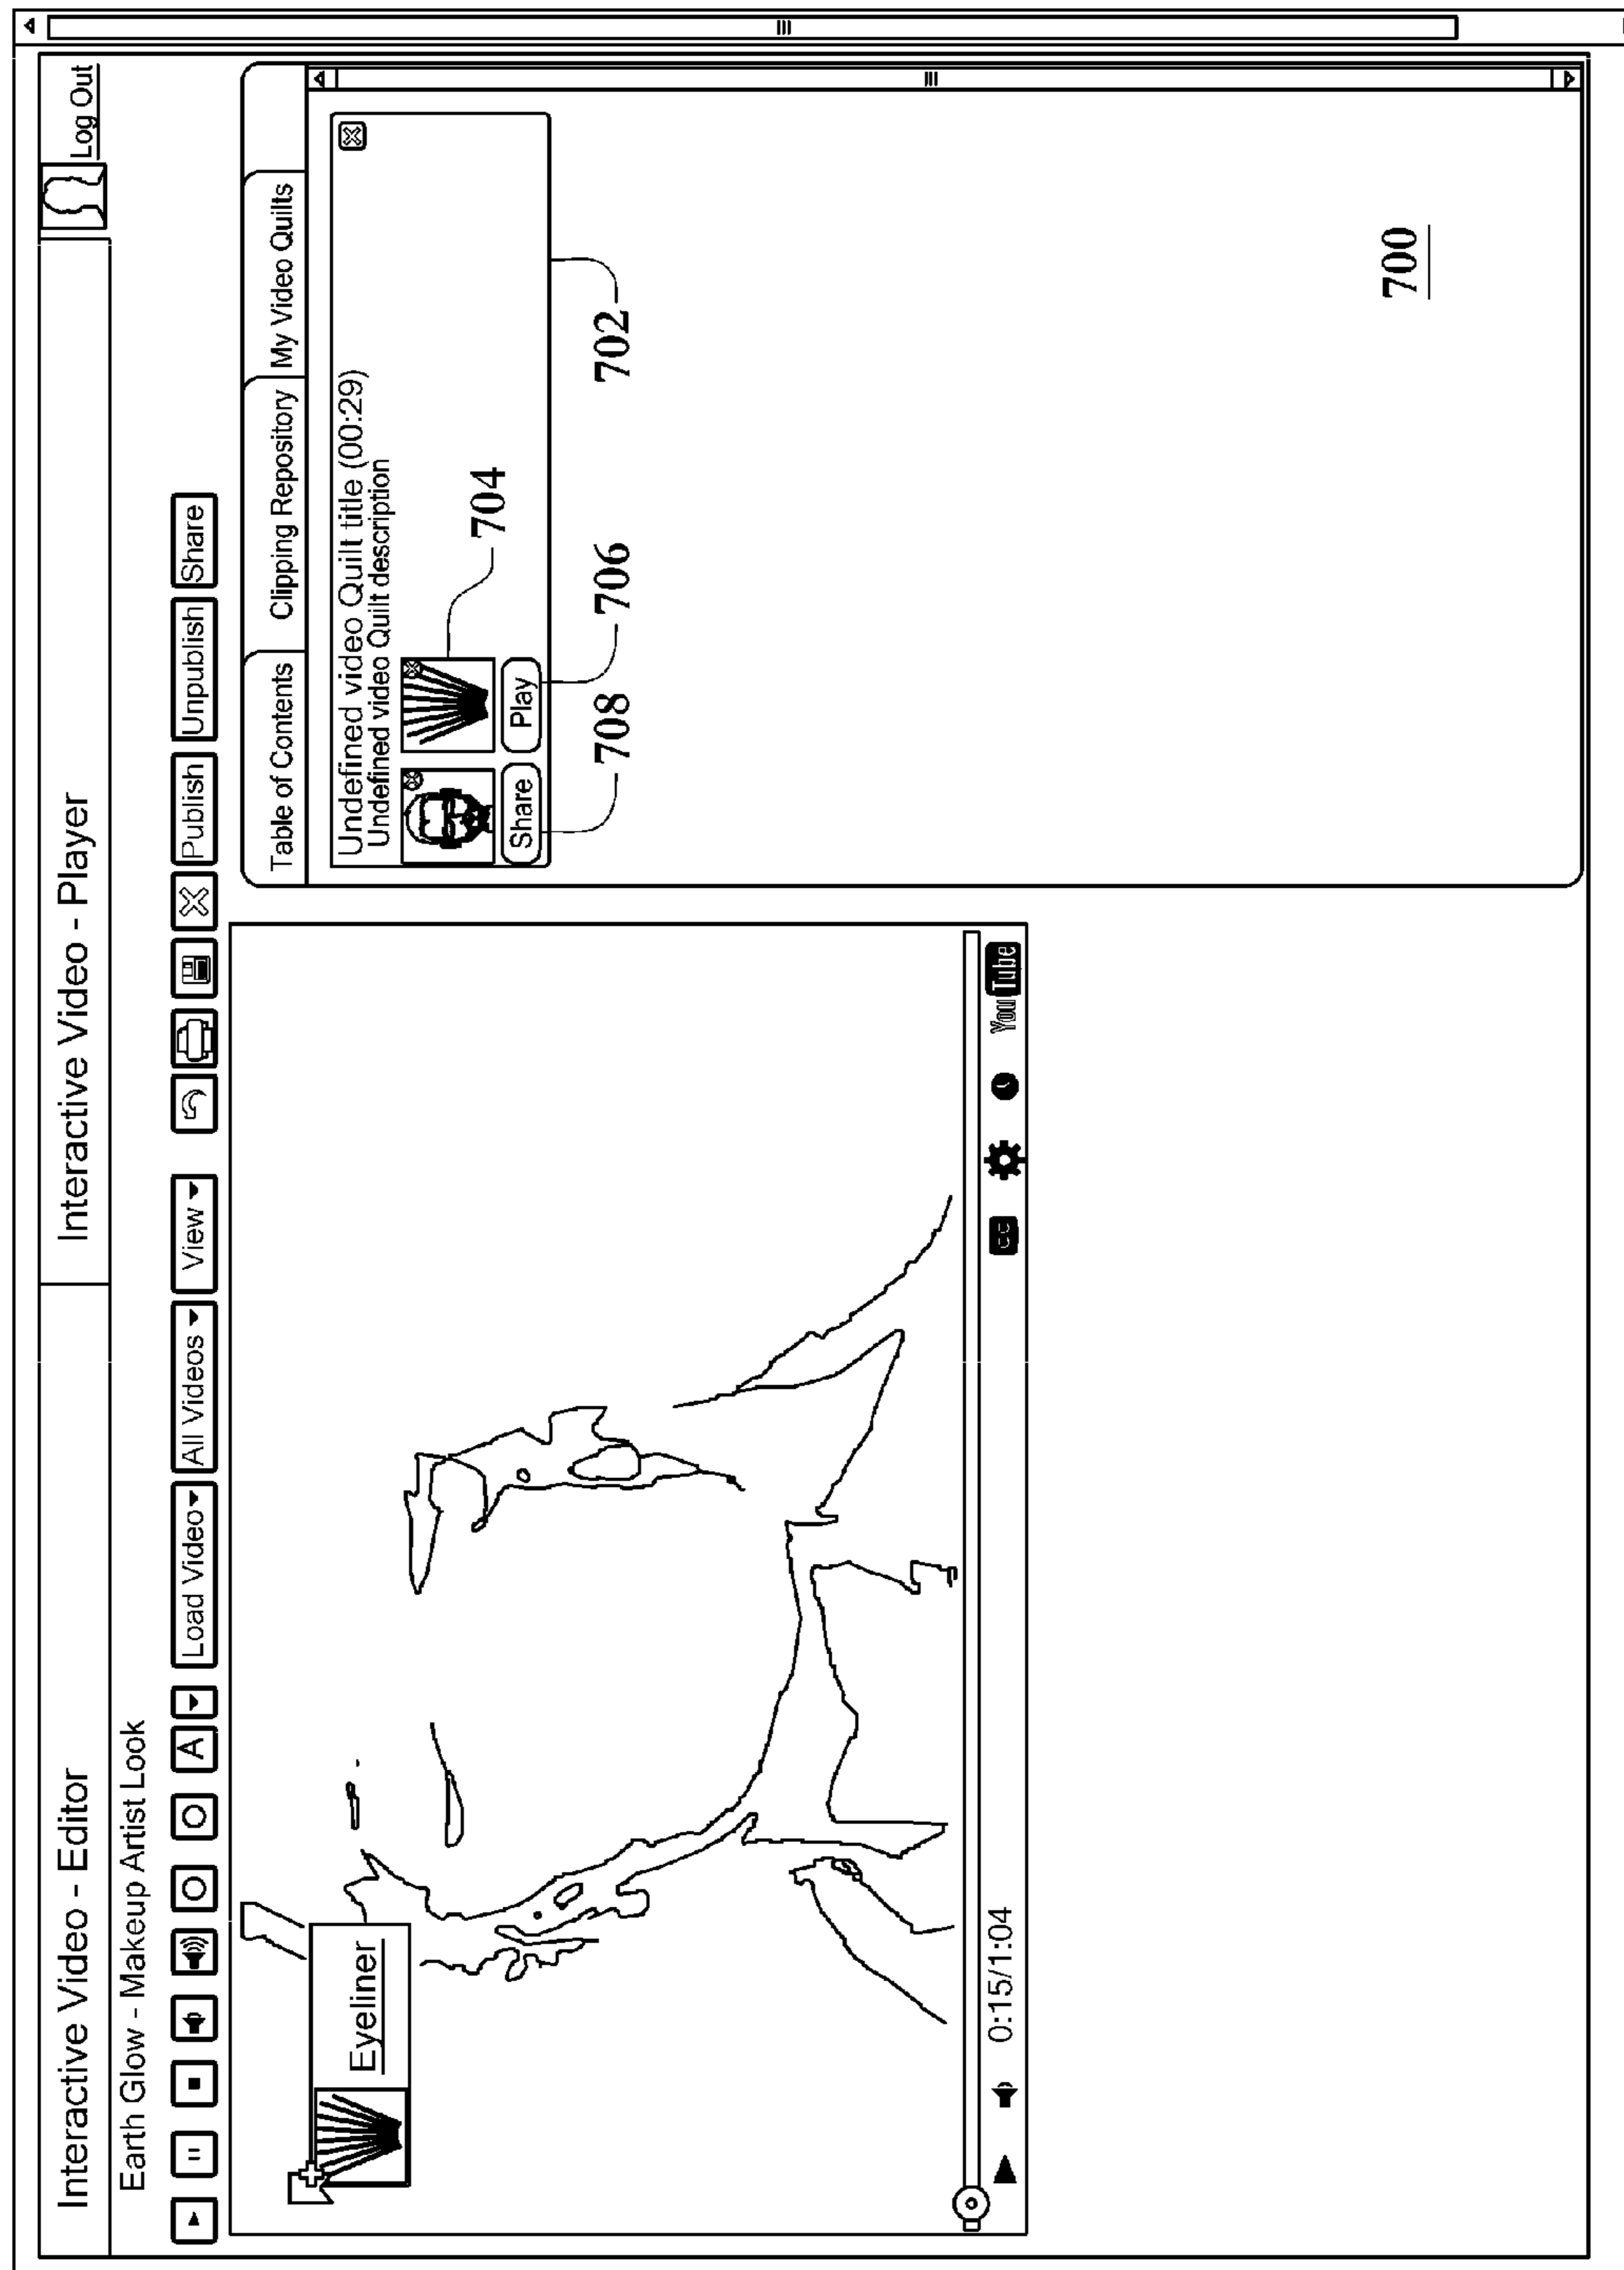 Interactive Video - Editor
Interactive Video - Player
Log Out
Earth Glow - Makeup Artist Look
A
Load Video
All Videos
View
Publish
Unpublish
Share
Table of Contents
Clipping Repository
My Video Quilts
Eyeliner
Undefined video Quilt title (00:29)
Undefined video Quilt description
704
Share
Play
708
706
702
0:15/1:04
CC
YouTube
700